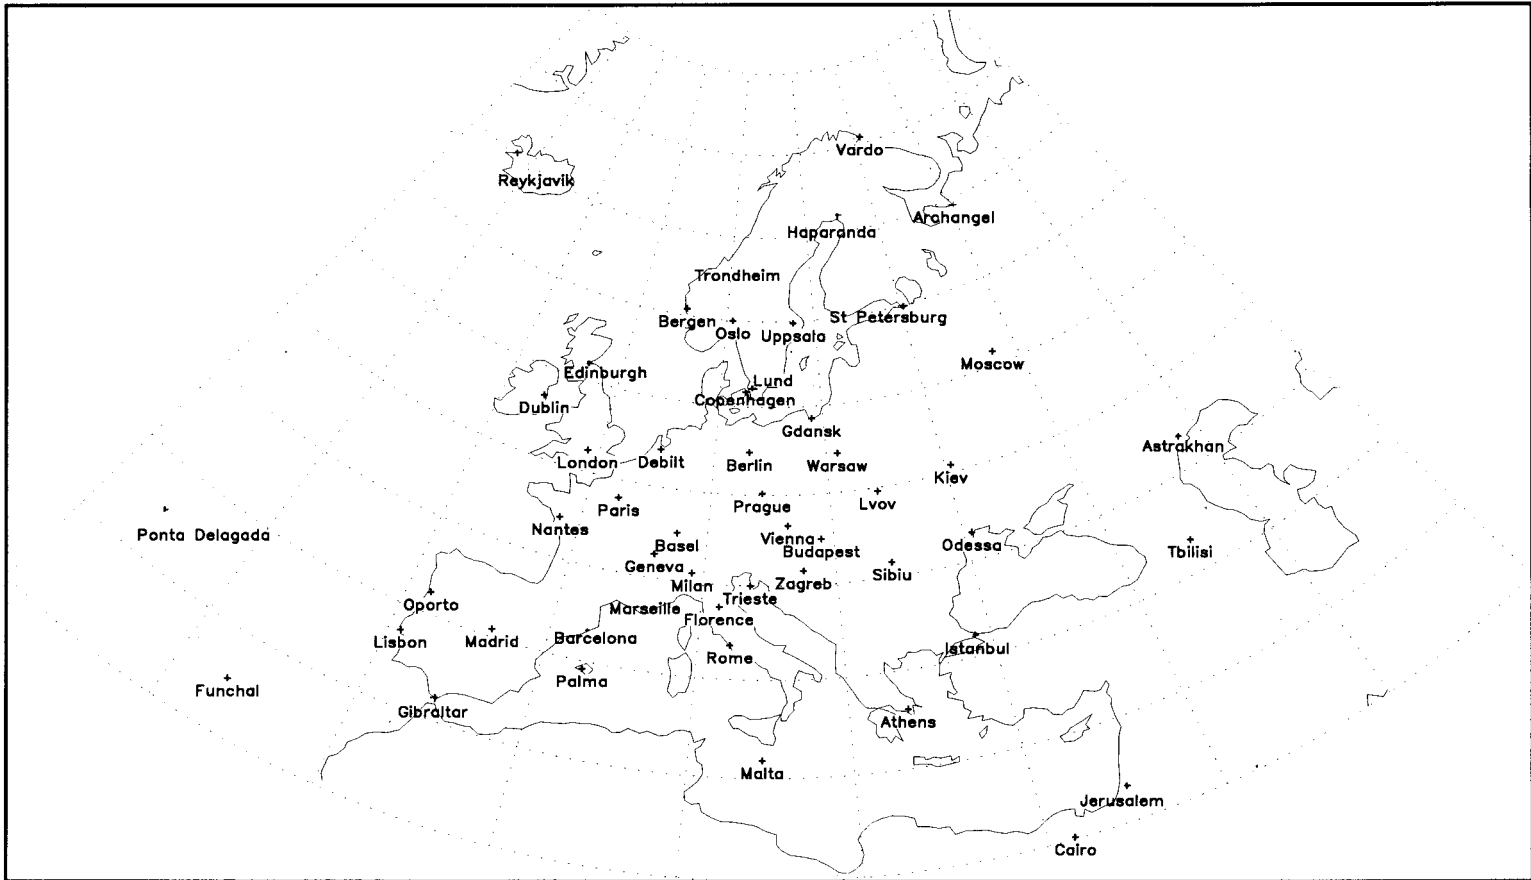 Vardo
Reykjavik
Archangel
Haparanda
Trondheim
Bergen
St Petersburg
Oslo
Uppsala
Moscow
Edinburgh
Lund
Copenhagen
Dublin
Gdansk
Astrakhan
London
Debilt
Berlin
Warsaw
Kiev
Paris
Prague
Lvov
Nantes
Ponta Delagada
Vienna
Basel
Odessa
Budapest
Tbilisi
Geneva
Sibiu
Milan
Zagreb
Trieste
Oporto
Marseille
Florence
Barcelona
Lisbon
Madrid
Istanbul
Rome
Palma
Funchal
Gibraltar
Athens
Malta
Jerusalem
Cairo